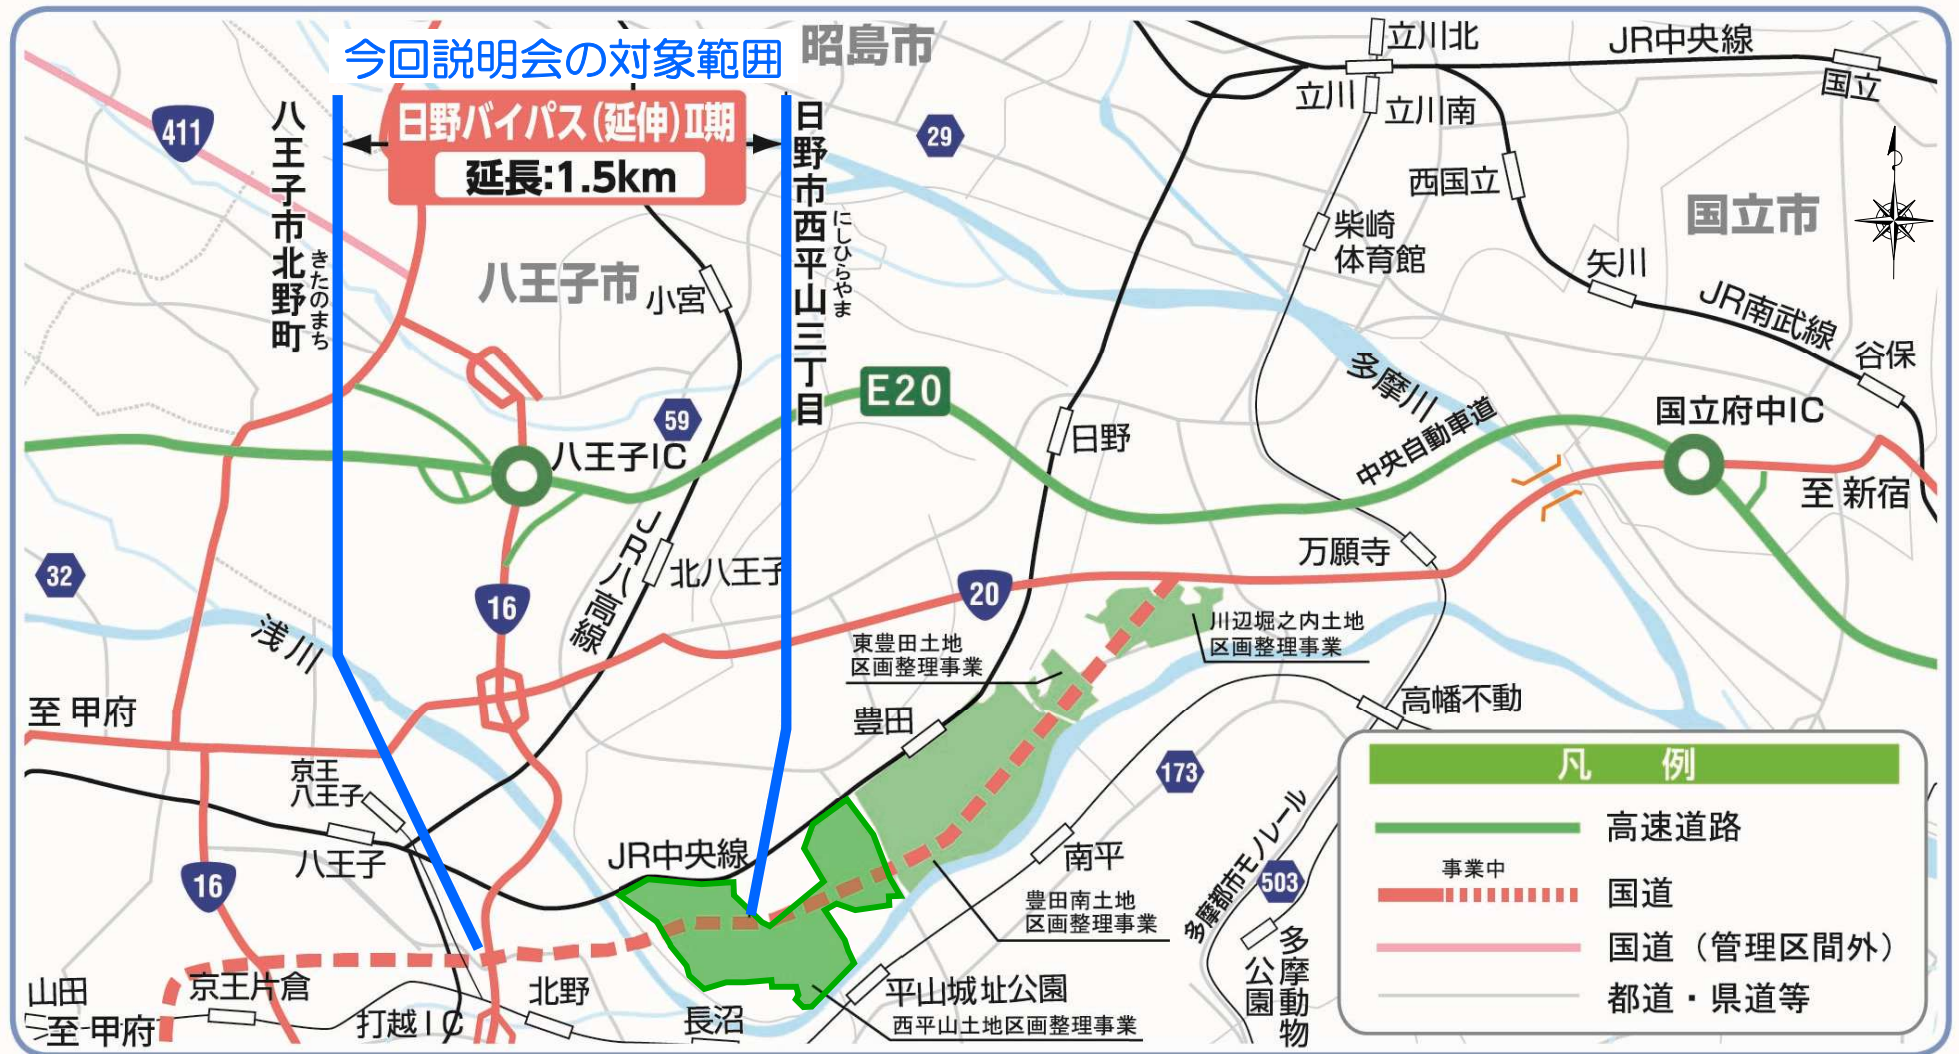 今回説明会の対象範囲
日野バイパス(延伸)Ⅱ期
延長:1.5km
八王子市北野町
きたのまち
日野市西平山三丁目
にしひらやま
昭島市
八王子市
国立市
411
29
59
E20
32
16
20
173
503
16
立川北
JR中央線
国立
立川
立川南
西国立
柴崎
体育館
矢川
JR南武線
谷保
小宮
多摩川
中央自動車道
国立府中IC
至 新宿
日野
八王子IC
JR八高線
北八王子
万願寺
浅川
川辺堀之内土地
区画整理事業
東豊田土地
区画整理事業
至 甲府
豊田
高幡不動
京王
八王子
八王子
JR中央線
南平
多摩都市モノレール
豊田南土地
区画整理事業
多摩動物
公園
山田
京王片倉
北野
平山城址公園
至 甲府
打越IC
長沼
西平山土地区画整理事業
凡 例
高速道路
事業中
国道
国道(管理区間外)
都道・県道等